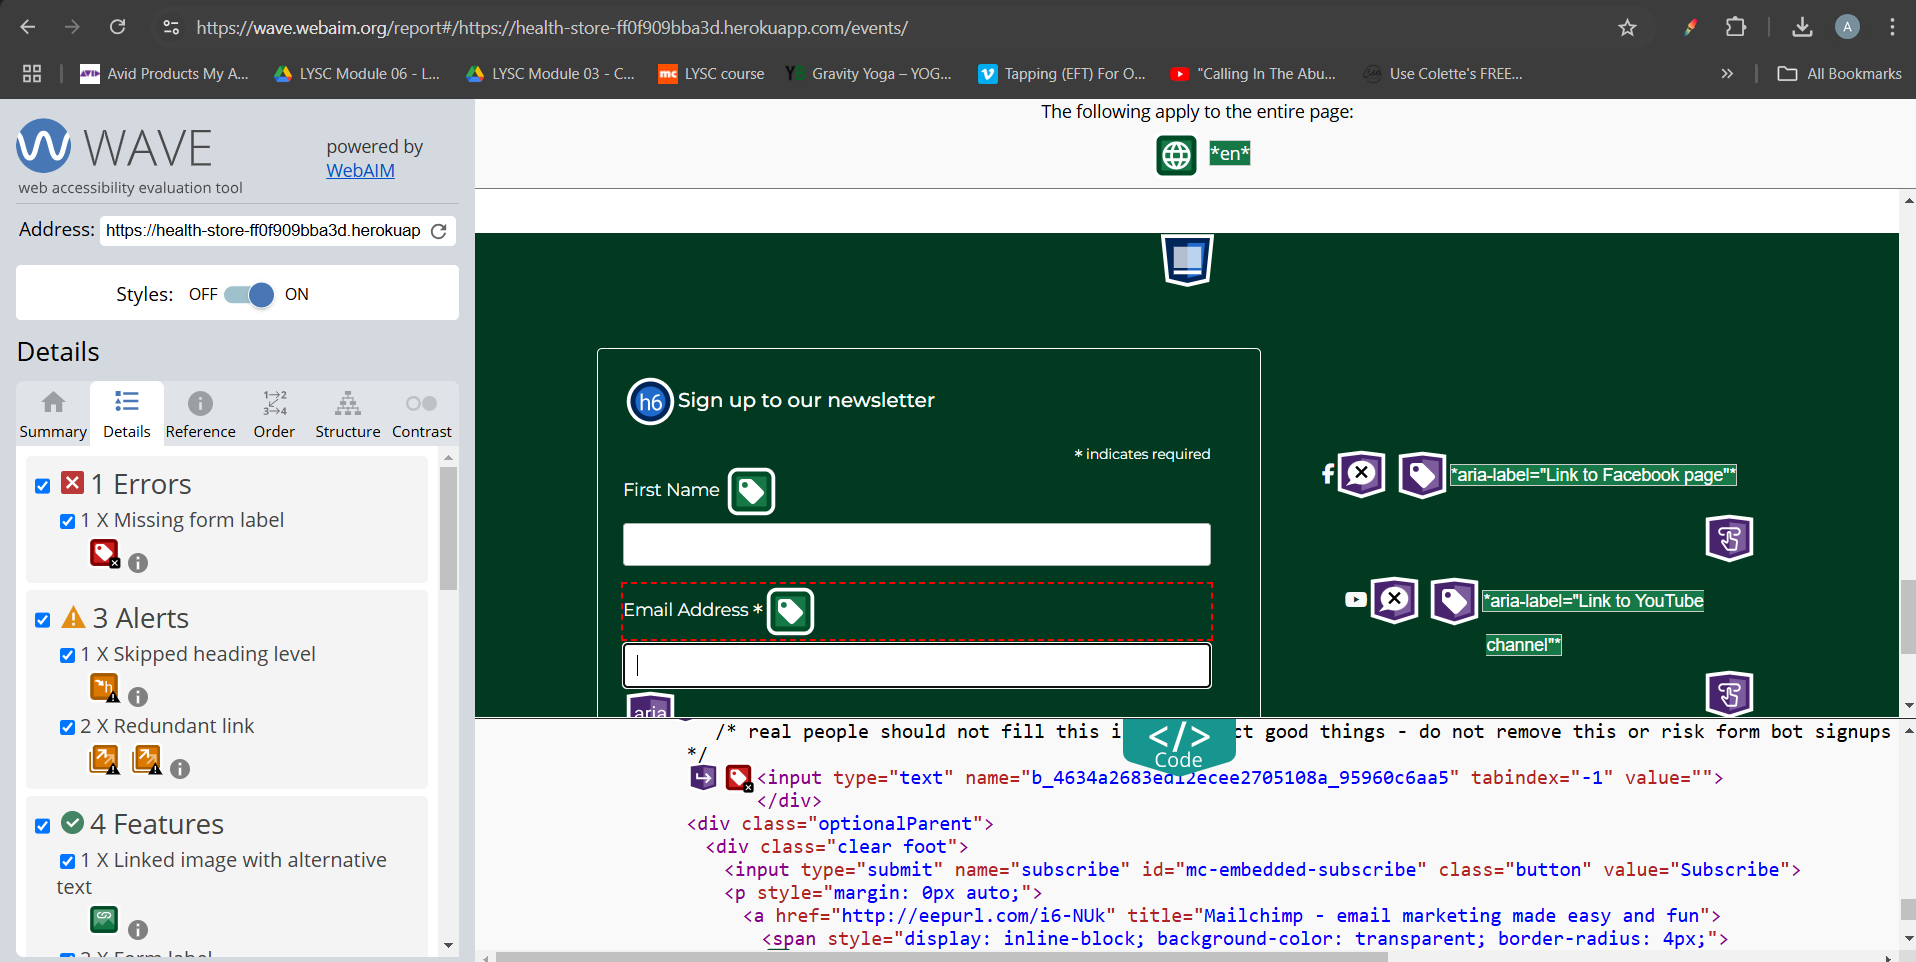 https://wave.webaim.org/report#/https://health-store-ff0f909bba3d.herokuapp.com/events/
A
Avid Products My A...
LYSC Module 06 - L...
LYSC Module 03 - C...
mc LYSC course
Gravity Yoga – YOG...
Tapping (EFT) For O...
"Calling In The Abu...
Use Colette's FREE...
»
All Bookmarks
WAVE
web accessibility evaluation tool
powered by
WebAIM
Address: https://health-store-ff0f909bba3d.herokuap
Styles: OFF ON
Details
Summary Details Reference Order Structure Contrast
1 Errors
1 X Missing form label
3 Alerts
1 X Skipped heading level
2 X Redundant link
4 Features
1 X Linked image with alternative
text
The following apply to the entire page:
*en*
h6 Sign up to our newsletter
* indicates required
First Name
Email Address *
aria
*aria-label="Link to Facebook page"*
*aria-label="Link to YouTube
channel"*
</>
Code
/* real people should not fill this i ct good things - do not remove this or risk form bot signups
*/
<input type="text" name="b_4634a2683ed12ecee2705108a_95960c6aa5" tabindex="-1" value="">
</div>
<div class="optionalParent">
<div class="clear foot">
<input type="submit" name="subscribe" id="mc-embedded-subscribe" class="button" value="Subscribe">
<p style="margin: 0px auto;">
<a href="http://eepurl.com/i6-NUk" title="Mailchimp - email marketing made easy and fun">
<span style="display: inline-block; background-color: transparent; border-radius: 4px;">